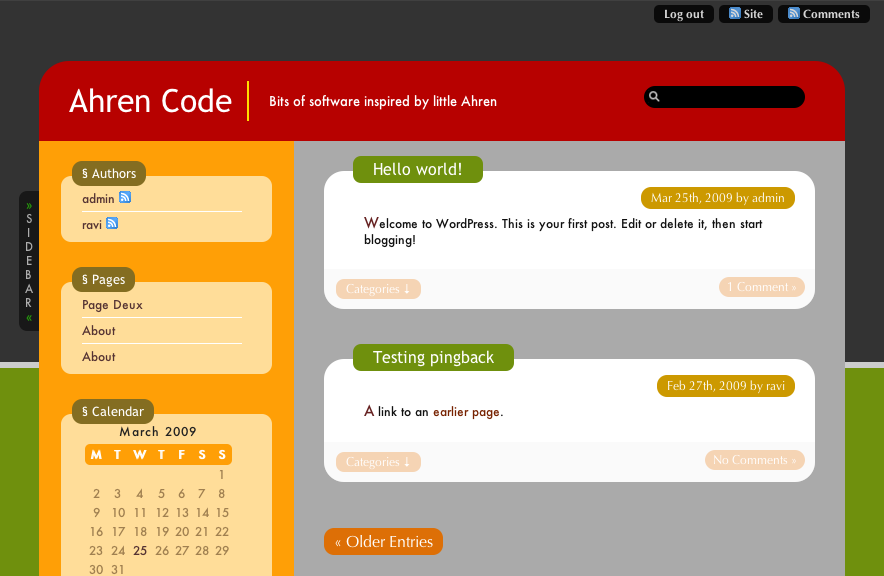 Log out Site Comments
Ahren Code Bits of software inspired by little Ahren
» SIDEBAR «
§ Authors
admin
ravi
§ Pages
Page Deux
About
About
§ Calendar
March 2009
M T W T F S S
1
2 3 4 5 6 7 8
9 10 11 12 13 14 15
16 17 18 19 20 21 22
23 24 25 26 27 28 29
30 31
Hello world!
Mar 25th, 2009 by admin
Welcome to WordPress. This is your first post. Edit or delete it, then start
blogging!
Categories ↓ 1 Comment »
Testing pingback
Feb 27th, 2009 by ravi
A link to an earlier page.
Categories ↓ No Comments »
« Older Entries